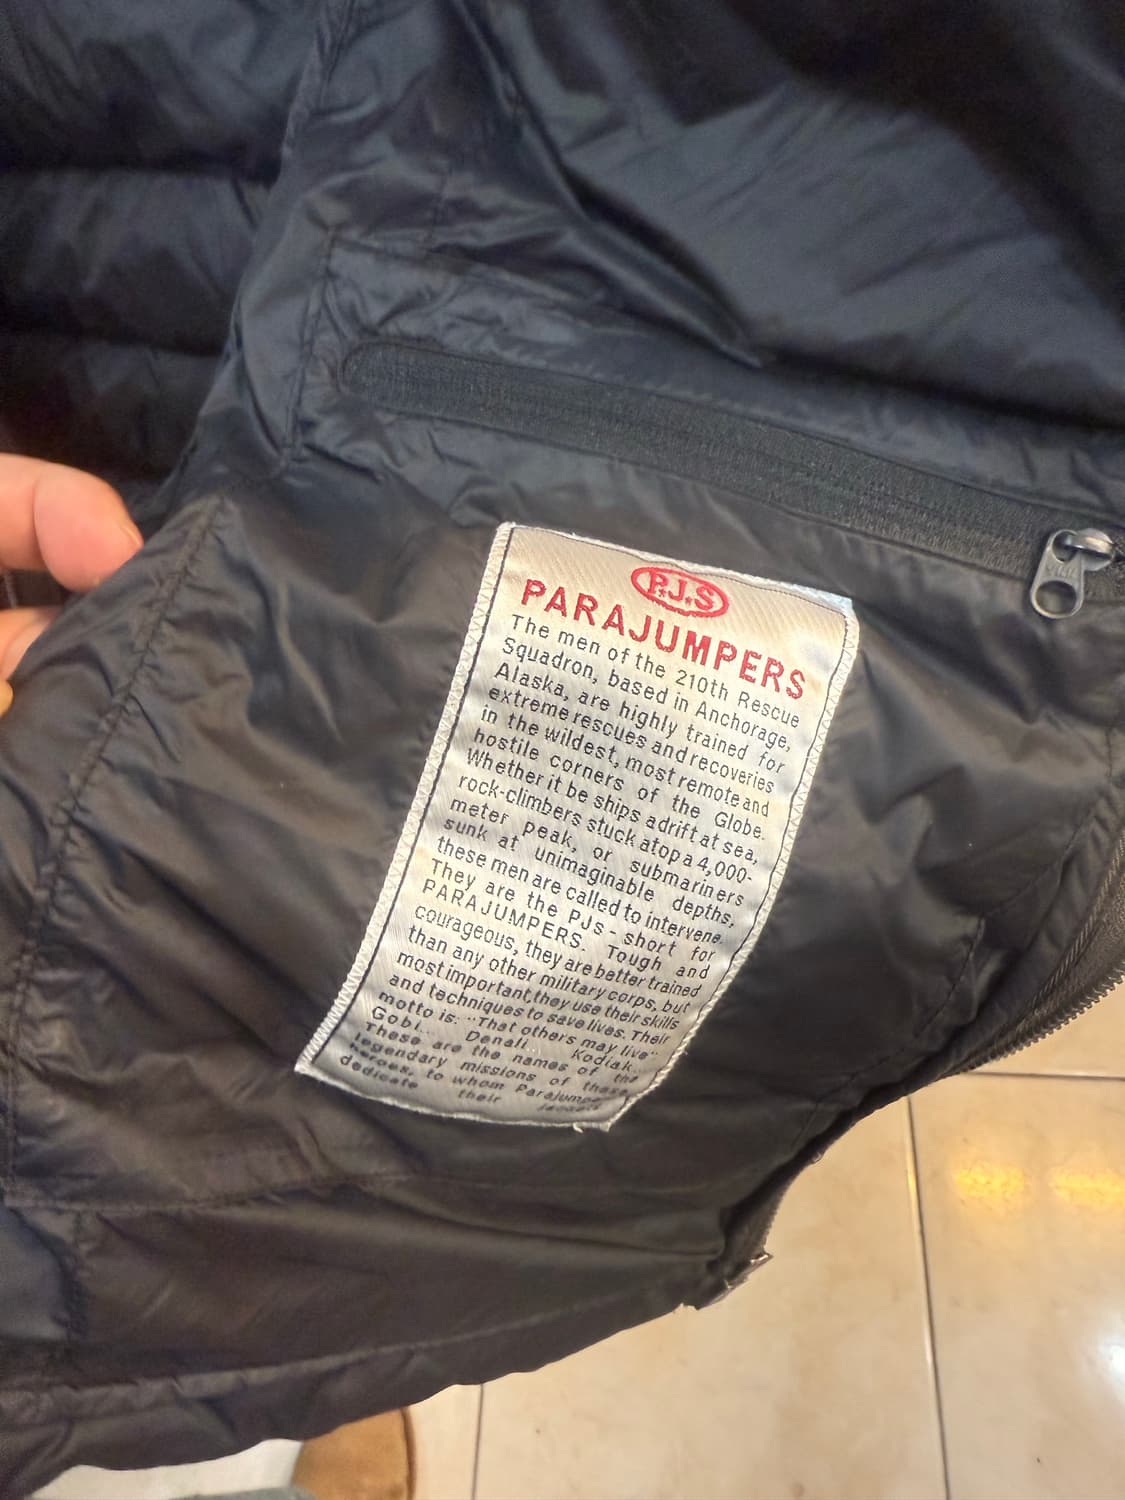 P.J.S
PARAJUMPERS
The men of the 210th Rescue
Squadron, based in Anchorage,
Alaska, are highly trained for
extreme rescues and recoveries
in the wildest, most remote and
hostile corners of the Globe.
Whether it be ships adrift at sea,
rock-climbers stuck atop a 4,000-
meter peak, or submariners
sunk at unimaginable depths,
these men are called to intervene.
They are the PJs - short for
PARAJUMPERS. Tough and
courageous, they are better trained
than any other military corps, but
most important, they use their skills
and techniques to save lives. Their
motto is: "That others may live"
Gobi... Denali... Kodiak...
These are the names of the
legendary missions of these
heroes, to whom Parajumpers
dedicate their jackets